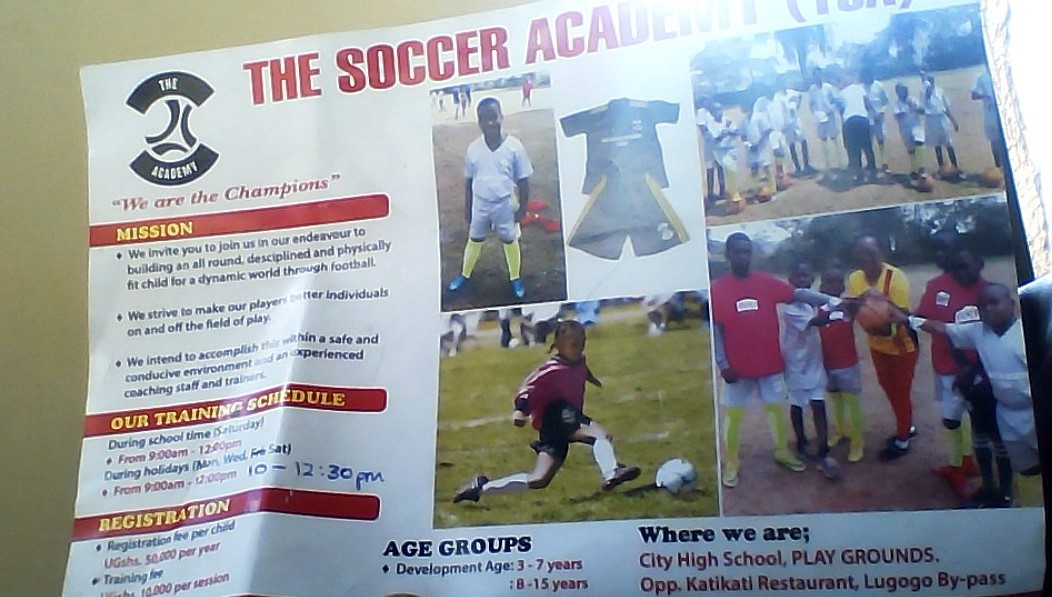 THE SOCCER ACADEMY (TSA)
THE
ACADEMY
"We are the Champions"
MISSION
• We invite you to join us in our endeavour to
building an all round, desciplined and physically
fit child for a dynamic world through football.
• We strive to make our players better individuals
on and off the field of play.
• We intend to accomplish this within a safe and
conducive environment and an experienced
coaching staff and trainers.
OUR TRAINING SCHEDULE
During school time (Saturday)
• From 9:00am - 12:00pm
During holidays (Mon, Wed, Fri Sat)
• From 9:00am - 12:00pm 10 - 12:30pm
REGISTRATION
• Registration fee per child
UGshs. 50,000 per year
• Training fee
UGshs. 10,000 per session
AGE GROUPS
• Development Age: 3 - 7 years
: 8 -15 years
Where we are;
City High School, PLAY GROUNDS.
Opp. Katikati Restaurant, Lugogo By-pass